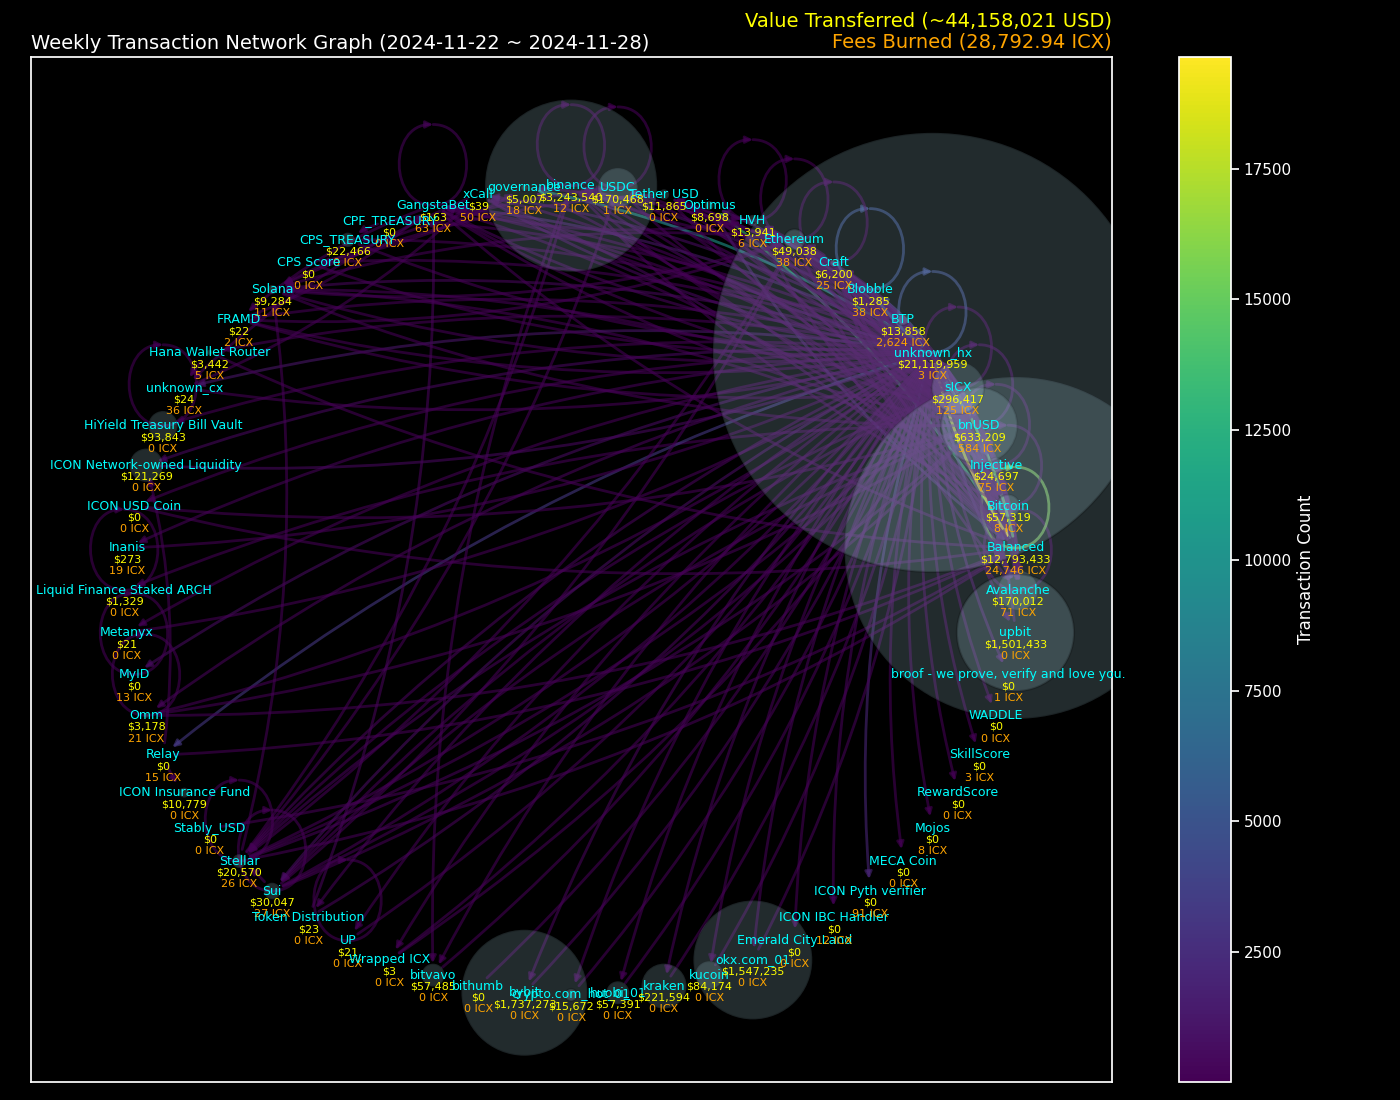 Value Transferred (~44,158,021 USD)
Weekly Transaction Network Graph (2024-11-22 ~ 2024-11-28)
Fees Burned (28,792.94 ICX)
binance
$3,243,540
12 ICX
USDC
$170,468
1 ICX
Tether USD
$11,865
0 ICX
Optimus
$8,698
0 ICX
HVH
$13,941
6 ICX
Ethereum
$49,038
38 ICX
Craft
$6,200
25 ICX
Blobble
$1,285
38 ICX
BTP
$13,858
2,624 ICX
unknown_hx
$21,119,959
3 ICX
sICX
$296,417
125 ICX
bnUSD
$633,209
584 ICX
Injective
$24,697
75 ICX
Bitcoin
$57,319
8 ICX
Balanced
$12,793,433
24,746 ICX
Avalanche
$170,012
71 ICX
upbit
$1,501,433
0 ICX
broof - we prove, verify and love you.
$0
1 ICX
WADDLE
$0
0 ICX
SkillScore
$0
3 ICX
RewardScore
$0
0 ICX
Mojos
$0
8 ICX
MECA Coin
$0
0 ICX
ICON Pyth verifier
$0
91 ICX
ICON IBC Handler
$0
12 ICX
Emerald City Land
$0
0 ICX
okx.com_01
$1,547,235
0 ICX
kucoin
$84,174
0 ICX
kraken
$221,594
0 ICX
$57,391
0 ICX
$15,672
0 ICX
bybit
0 ICX
bithumb
$0
0 ICX
bitvavo
$57,485
0 ICX
Wrapped ICX
$3
0 ICX
UP
$21
0 ICX
Token Distribution
$23
0 ICX
Sui
$30,047
Stellar
$20,570
26 ICX
Stably_USD
$0
0 ICX
ICON Insurance Fund
$10,779
0 ICX
Relay
$0
15 ICX
Omm
$3,178
21 ICX
MyID
$0
13 ICX
Metanyx
$21
0 ICX
Liquid Finance Staked ARCH
$1,329
0 ICX
Inanis
$273
19 ICX
ICON USD Coin
$0
0 ICX
ICON Network-owned Liquidity
$121,269
0 ICX
HiYield Treasury Bill Vault
$93,843
0 ICX
unknown_cx
$24
36 ICX
Hana Wallet Router
$3,442
5 ICX
FRAMD
$22
2 ICX
Solana
$9,284
11 ICX
CPS Score
$0
0 ICX
CPS_TREASURY
$22,466
CPF_TREASURY
$0
0 ICX
GangstaBet
$163
63 ICX
xCall
$39
50 ICX
governance
$5,007
18 ICX
17500
15000
12500
10000
7500
5000
2500
Transaction Count